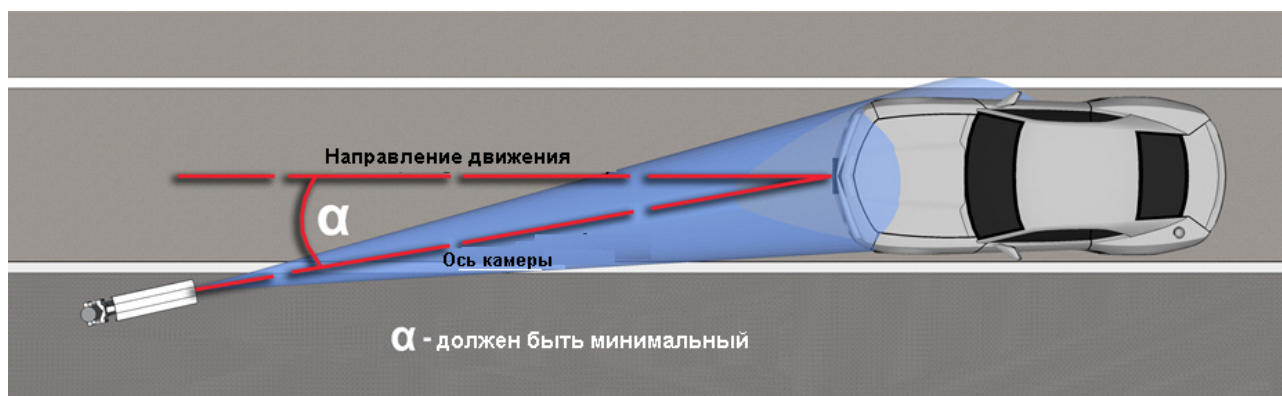 Направление движения
α
Ось камеры
α - должен быть минимальный